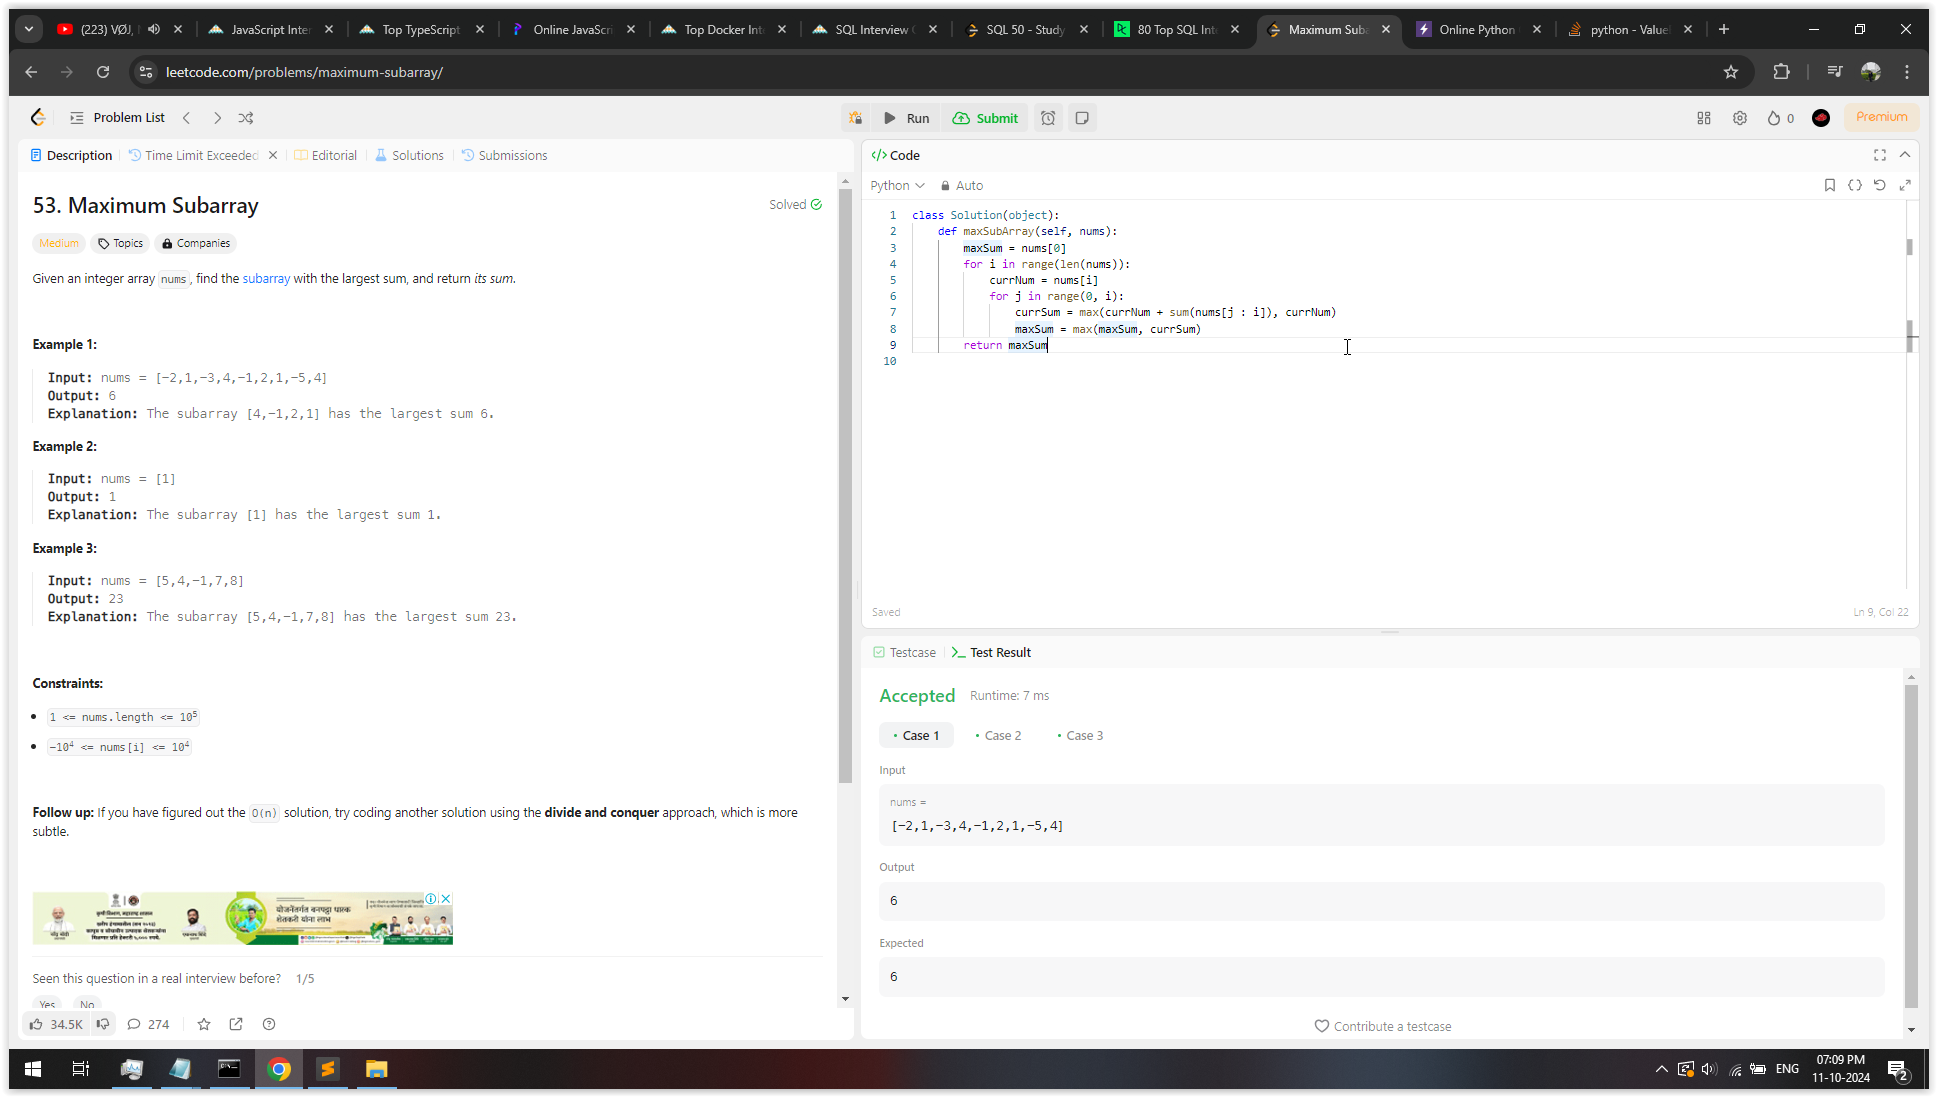 (223) VØJ,
JavaScript Inter
Top TypeScript
Online JavaScri
Top Docker Int
SQL Interview
SQL 50 - Study
80 Top SQL Int
Maximum Sub
Online Python
python - Value
leetcode.com/problems/maximum-subarray/
Problem List
Run
Submit
0
Premium
Description
Time Limit Exceeded
Editorial
Solutions
Submissions
53. Maximum Subarray
Solved
Medium
Topics
Companies
Given an integer array nums, find the subarray with the largest sum, and return its sum.
Example 1:
Input: nums = [-2,1,-3,4,-1,2,1,-5,4]
Output: 6
Explanation: The subarray [4,-1,2,1] has the largest sum 6.
Example 2:
Input: nums = [1]
Output: 1
Explanation: The subarray [1] has the largest sum 1.
Example 3:
Input: nums = [5,4,-1,7,8]
Output: 23
Explanation: The subarray [5,4,-1,7,8] has the largest sum 23.
Constraints:
1 <= nums.length <= 10⁵
-10⁴ <= nums[i] <= 10⁴
Follow up: If you have figured out the O(n) solution, try coding another solution using the divide and conquer approach, which is more
subtle.
Seen this question in a real interview before? 1/5
Yes No
34.5K
274
</> Code
Python
Auto
1 class Solution(object):
2     def maxSubArray(self, nums):
3         maxSum = nums[0]
4         for i in range(len(nums)):
5             currNum = nums[i]
6             for j in range(0, i):
7                 currSum = max(currNum + sum(nums[j : i]), currNum)
8                 maxSum = max(maxSum, currSum)
9         return maxSum
10
Saved
Ln 9, Col 22
Testcase
Test Result
Accepted
Runtime: 7 ms
Case 1
Case 2
Case 3
Input
nums =
[-2,1,-3,4,-1,2,1,-5,4]
Output
6
Expected
6
Contribute a testcase
ENG
07:09 PM
11-10-2024
2